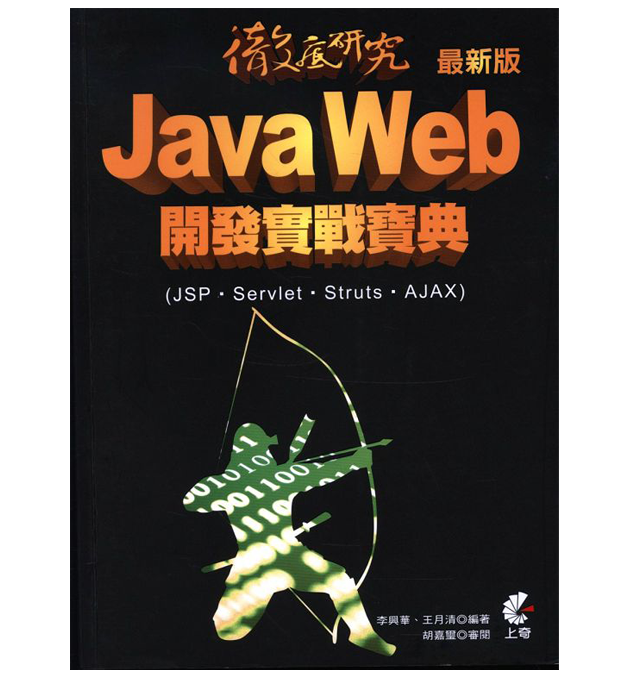 徹底研究 最新版
Java Web
開發實戰寶典
(JSP‧Servlet‧Struts‧AJAX)
李興華、王月清◎編著
胡嘉璽◎審閱
上奇